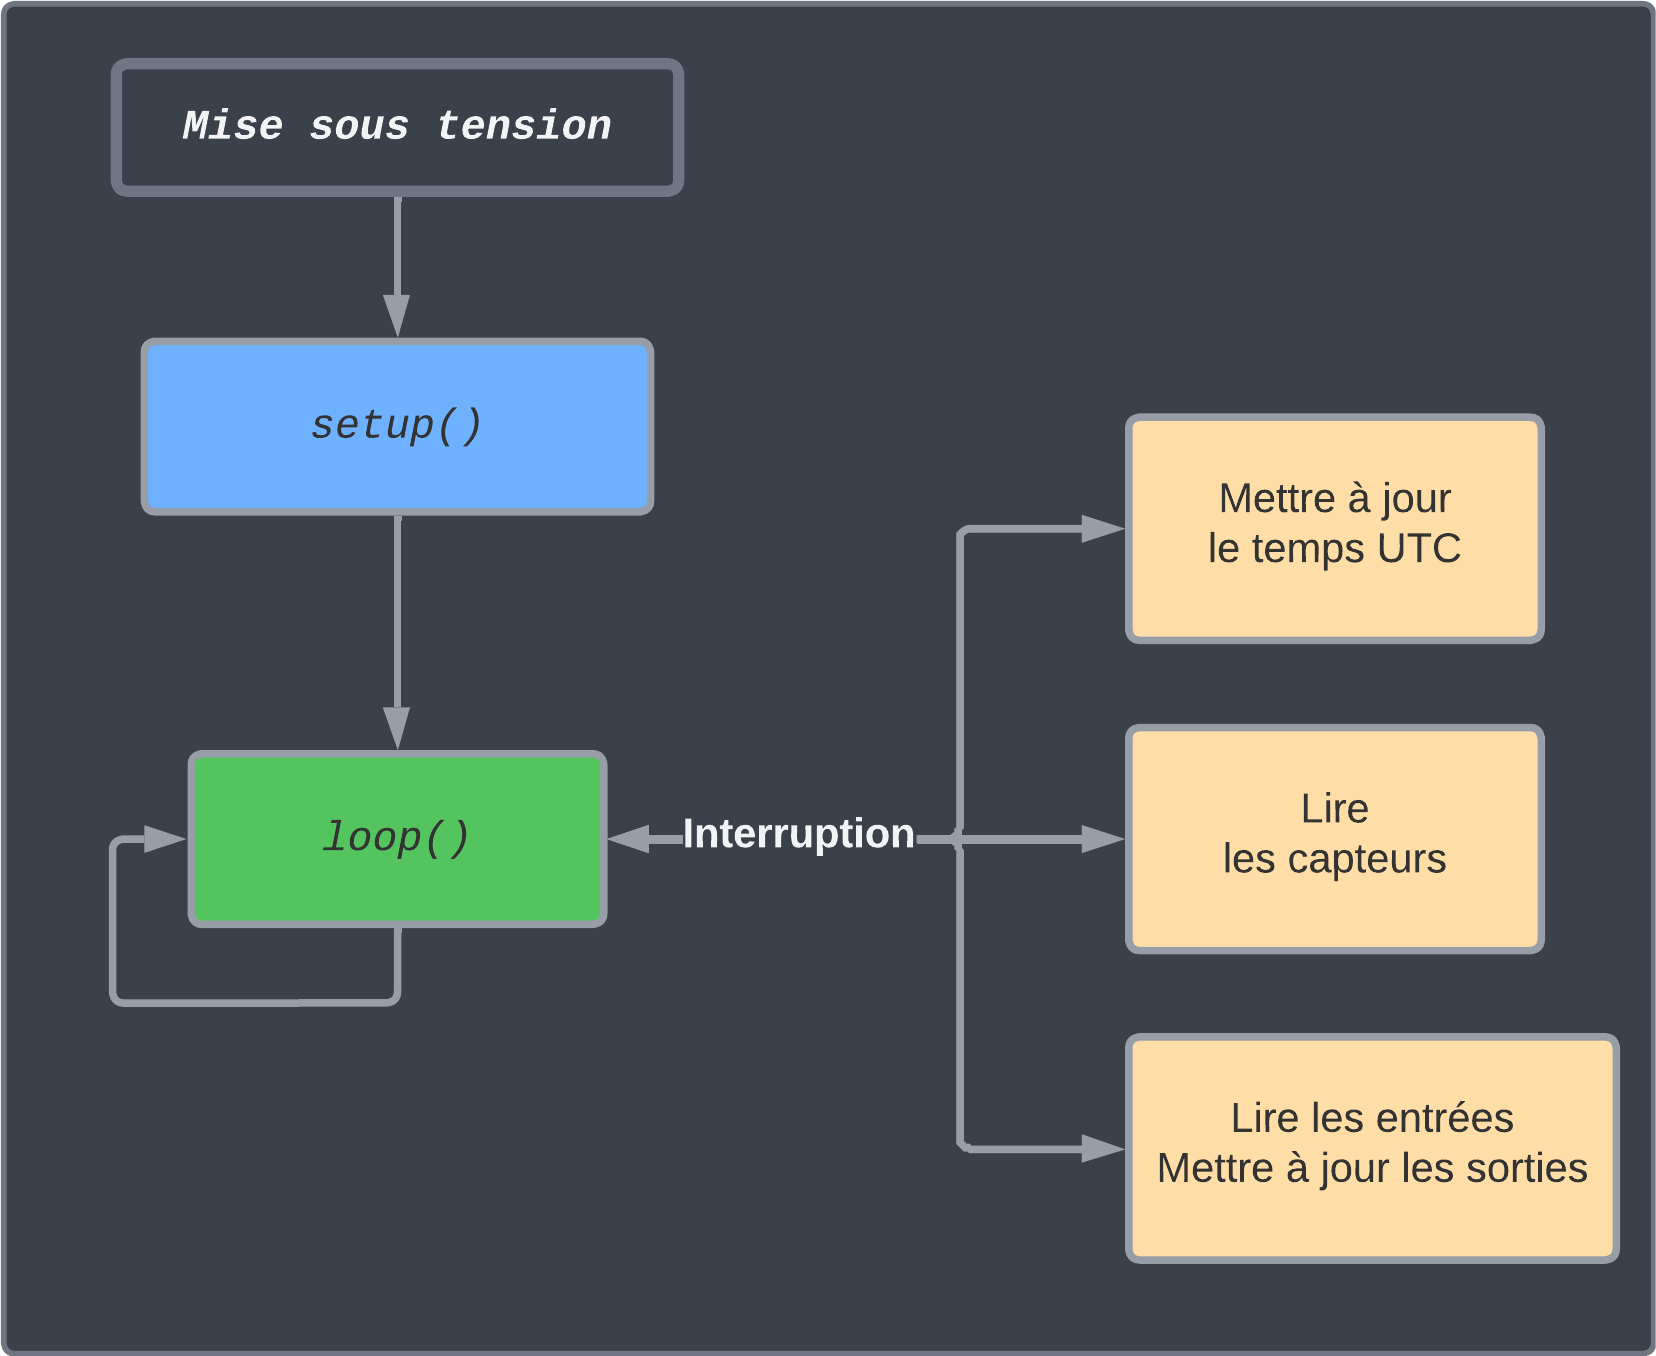 Mise sous tension
setup()
loop()
Interruption
Mettre à jour
le temps UTC
Lire
les capteurs
Lire les entrées
Mettre à jour les sorties